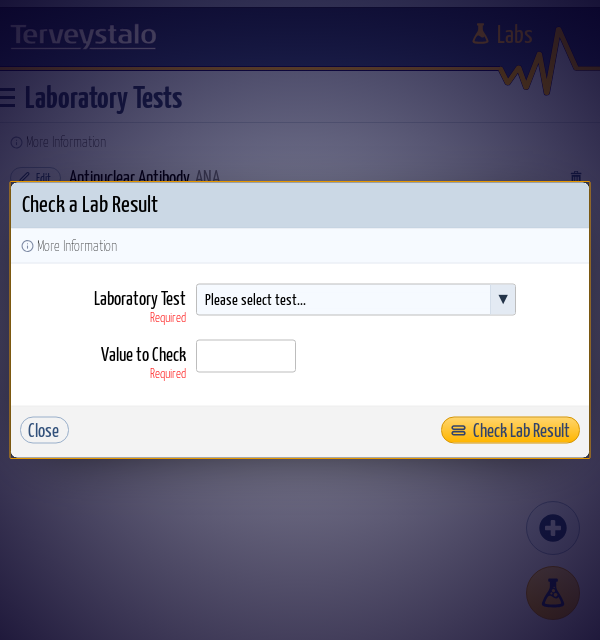 Terveystalo
Labs
Laboratory Tests
More Information
Edit Antinuclear Antibody ANA
Check a Lab Result
More Information
Laboratory Test Please select test...
Required
Value to Check
Required
Close Check Lab Result